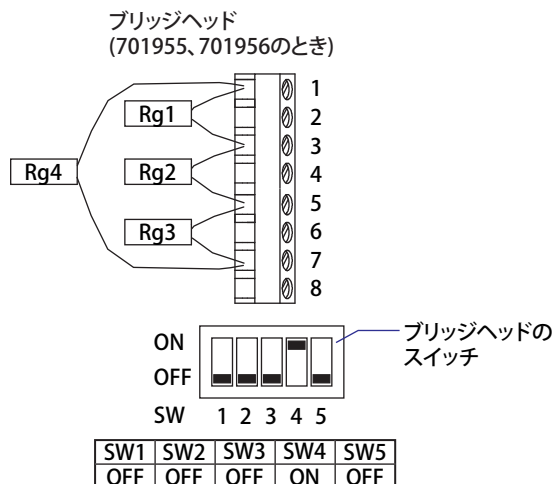 ブリッジヘッド
(701955、701956のとき)
1
Rg1
2
3
Rg4
Rg2
4
5
Rg3
6
7
8
ON
OFF
ブリッジヘッドの
スイッチ
SW 1 2 3 4 5
SW1 SW2 SW3 SW4 SW5
OFF OFF OFF ON OFF